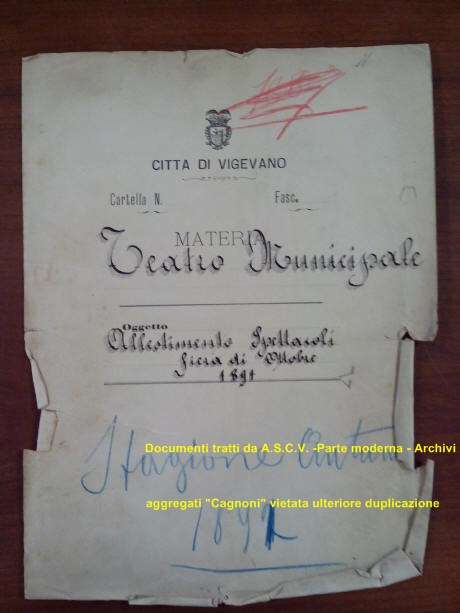 CITTA DI VIGEVANO
Cartella N. Fasc.
MATERIA
Teatro Municipale
Oggetto
Allestimento Spettacoli
fiera di Ottobre
1891
Documenti tratti da A.S.C.V. -Parte moderna - Archivi
Stagione
aggregati "Cagnoni" vietata ulteriore duplicazione